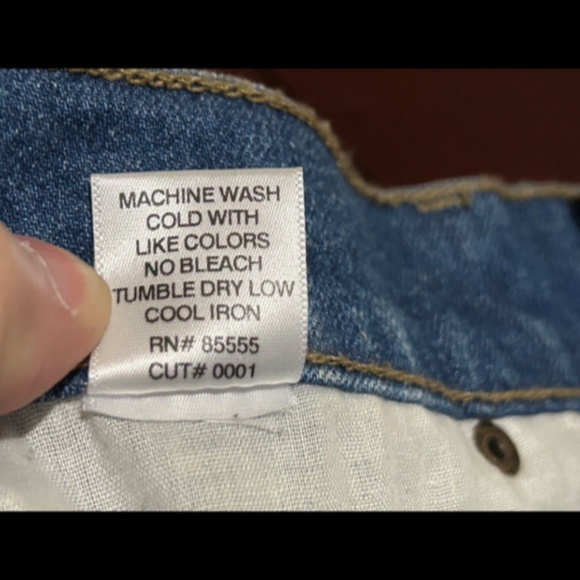 MACHINE WASH
COLD WITH
LIKE COLORS
NO BLEACH
TUMBLE DRY LOW
COOL IRON
RN# 85555
CUT# 0001